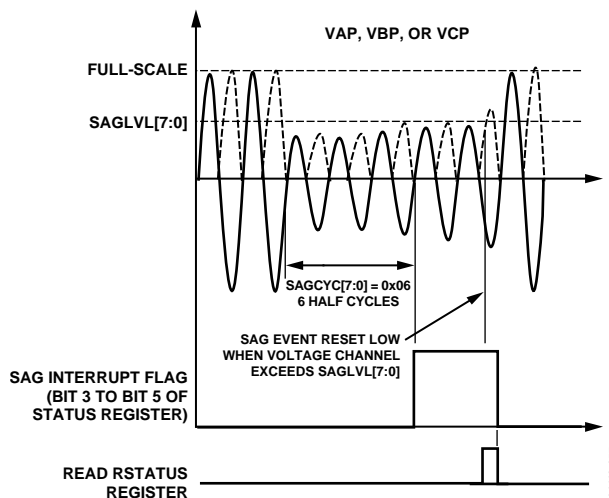 VAP, VBP, OR VCP
FULL-SCALE
SAGLVL[7:0]
SAGCYC[7:0] = 0x06
6 HALF CYCLES
SAG EVENT RESET LOW
WHEN VOLTAGE CHANNEL
EXCEEDS SAGLVL[7:0]
SAG INTERRUPT FLAG
(BIT 3 TO BIT 5 OF
STATUS REGISTER)
READ RSTATUS
REGISTER